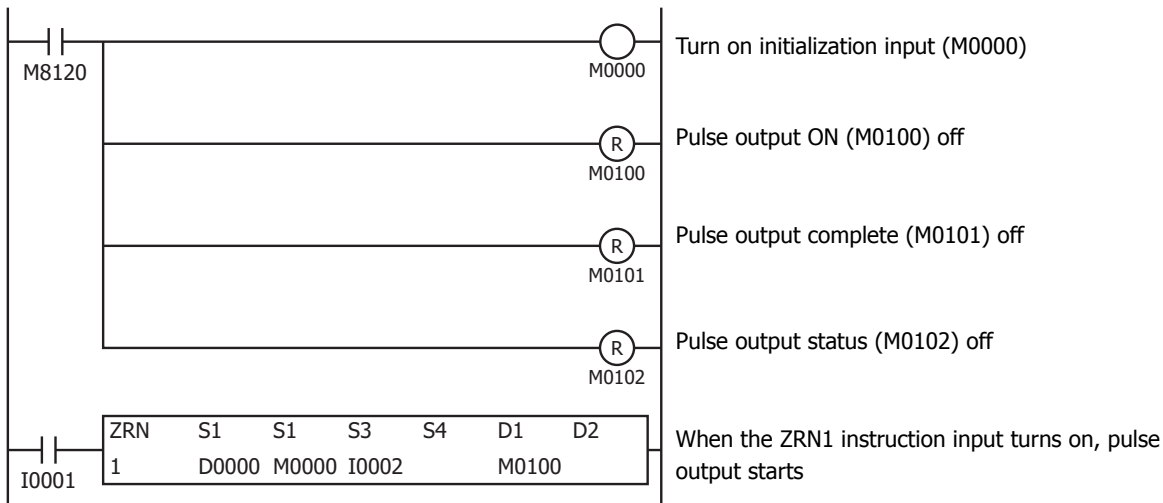 M8120
M0000
Turn on initialization input (M0000)
R
M0100
Pulse output ON (M0100) off
R
M0101
Pulse output complete (M0101) off
R
M0102
Pulse output status (M0102) off
I0001
ZRN S1 S1 S3 S4 D1 D2
1 D0000 M0000 I0002 M0100
When the ZRN1 instruction input turns on, pulse
output starts